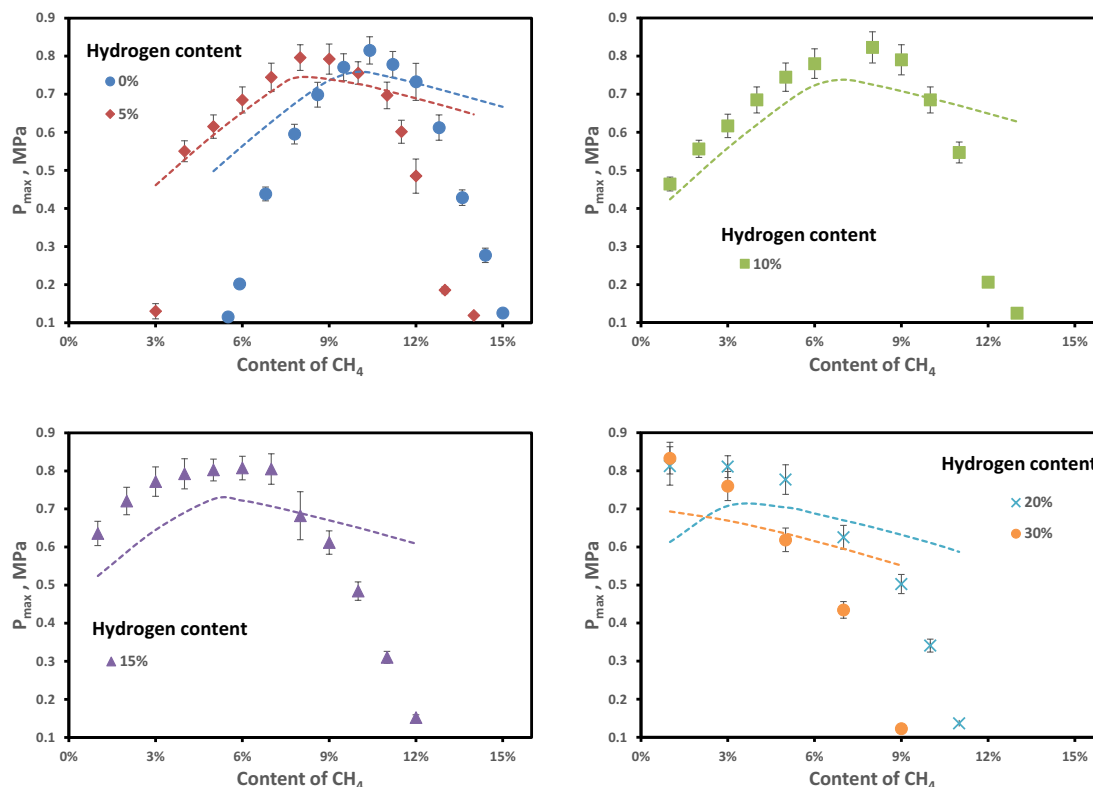 0.9
0.8
0.7
0.6
0.5
0.4
0.3
0.2
0.1
P_max , MPa
Hydrogen content
0%
5%
0% 3% 6% 9% 12% 15%
Content of CH₄
0.9
0.8
0.7
0.6
0.5
0.4
0.3
0.2
0.1
P_max , MPa
Hydrogen content
10%
0% 3% 6% 9% 12% 15%
Content of CH₄
0.9
0.8
0.7
0.6
0.5
0.4
0.3
0.2
0.1
P_max , MPa
Hydrogen content
15%
0% 3% 6% 9% 12% 15%
Content of CH₄
0.9
0.8
0.7
0.6
0.5
0.4
0.3
0.2
0.1
P_max , MPa
Hydrogen content
20%
30%
0% 3% 6% 9% 12% 15%
Content of CH₄